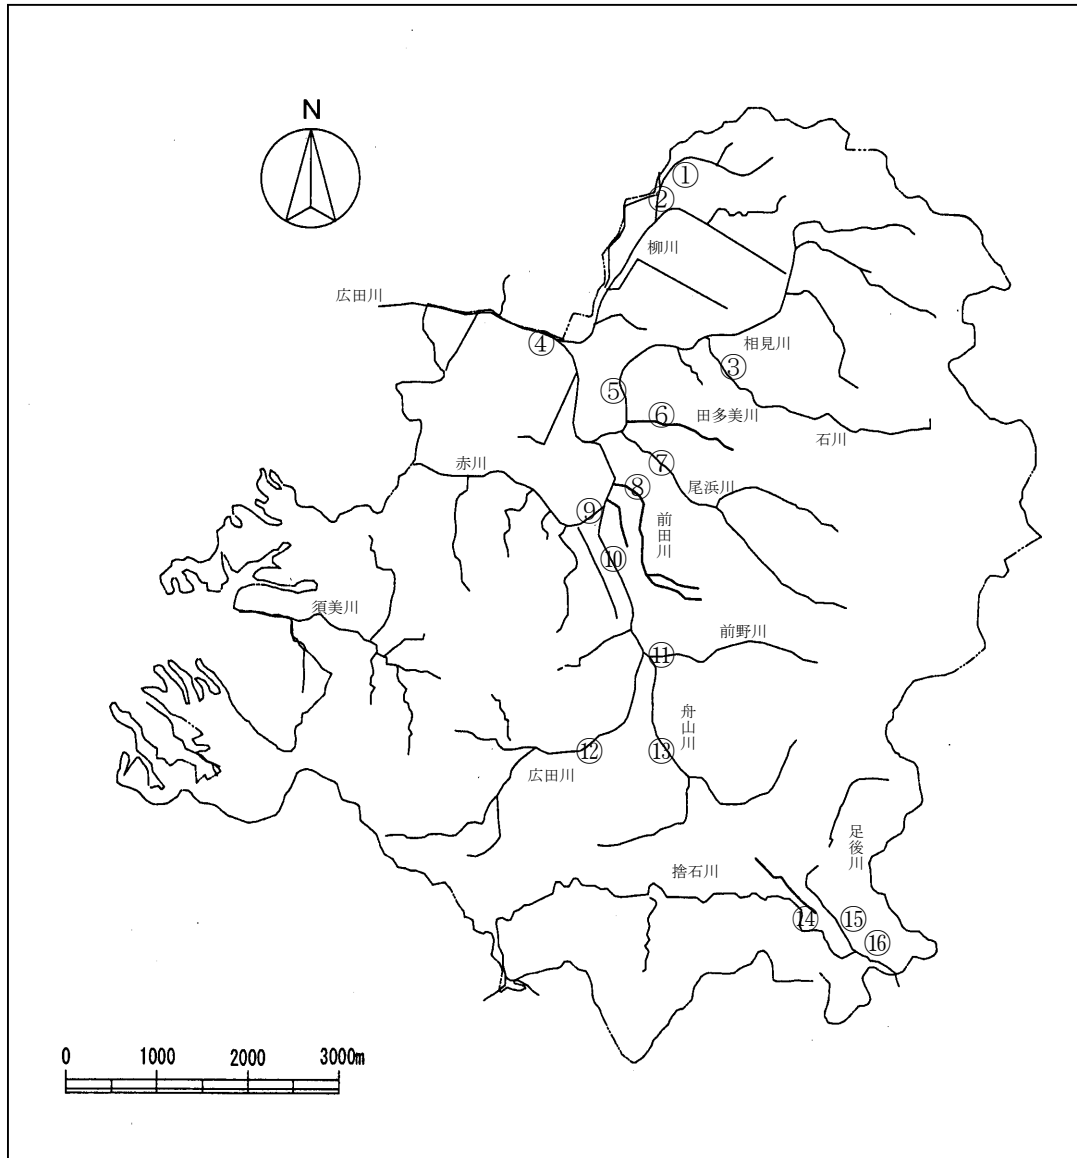 N
①
②
柳川
広田川
④
相見川
③
⑤
⑥
田多美川
石川
赤川
⑦
⑧
尾浜川
⑨
前田川
⑩
須美川
前野川
⑪
舟山川
⑫
⑬
広田川
足後川
捨石川
⑭
⑮
⑯
0 1000 2000 3000m